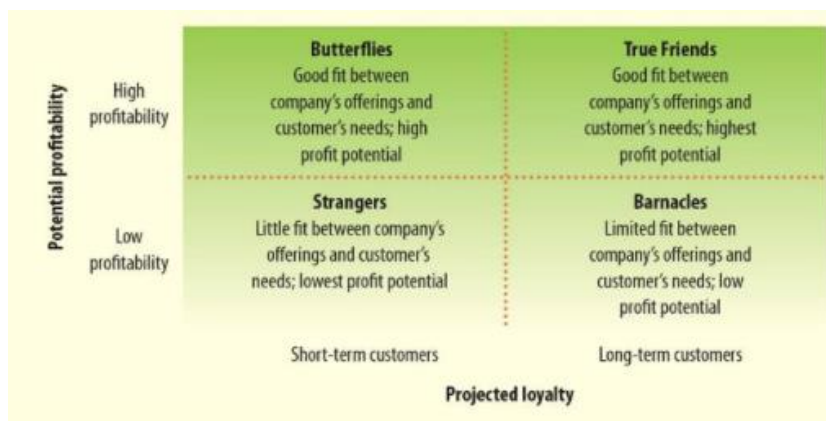 Potential profitability
High
profitability
Butterflies
Good fit between
company's offerings and
customer's needs; high
profit potential
True Friends
Good fit between
company's offerings and
customer's needs; highest
profit potential
Low
profitability
Strangers
Little fit between company's
offerings and customer's
needs; lowest profit potential
Barnacles
Limited fit between
company's offerings and
customer's needs; low
profit potential
Short-term customers
Long-term customers
Projected loyalty